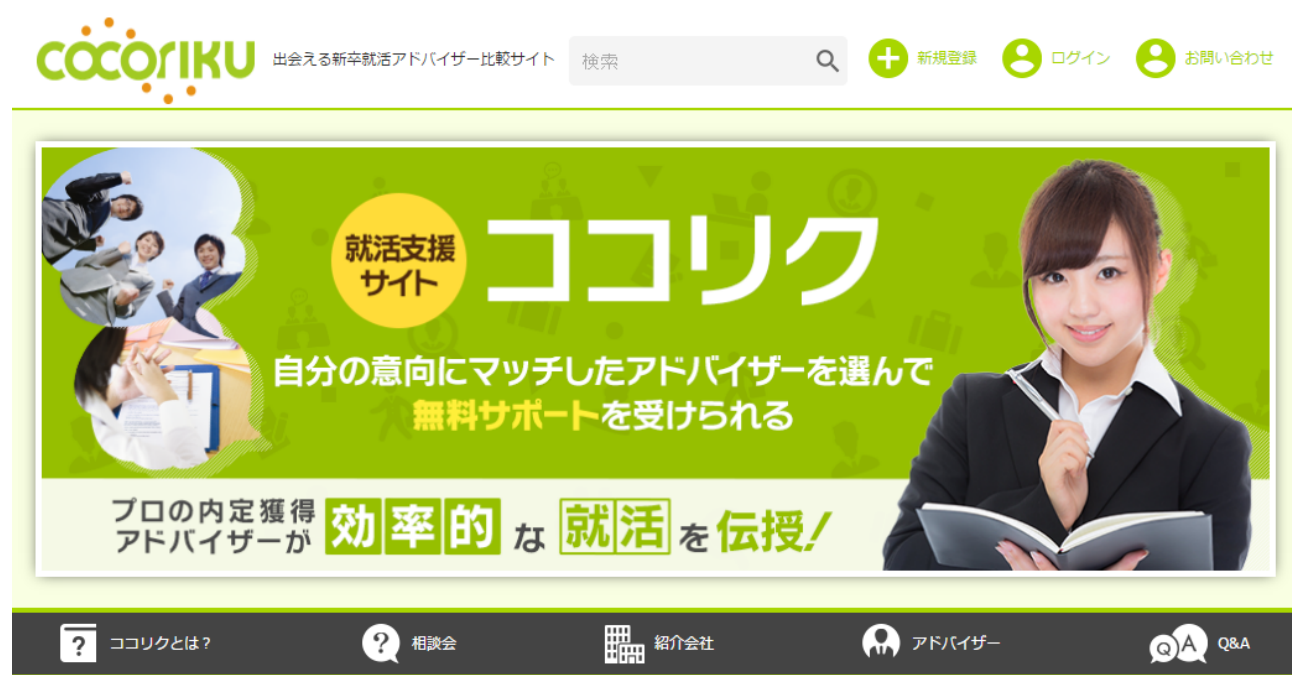 cocoriku
出会える新卒就活アドバイザー比較サイト
検索
新規登録
ログイン
お問い合わせ
就活支援
サイト
ココリク
自分の意向にマッチしたアドバイザーを選んで
無料サポートを受けられる
プロの内定獲得
アドバイザーが
効率的な就活を伝授!
? ココリクとは?
? 相談会
紹介会社
アドバイザー
QA Q&A